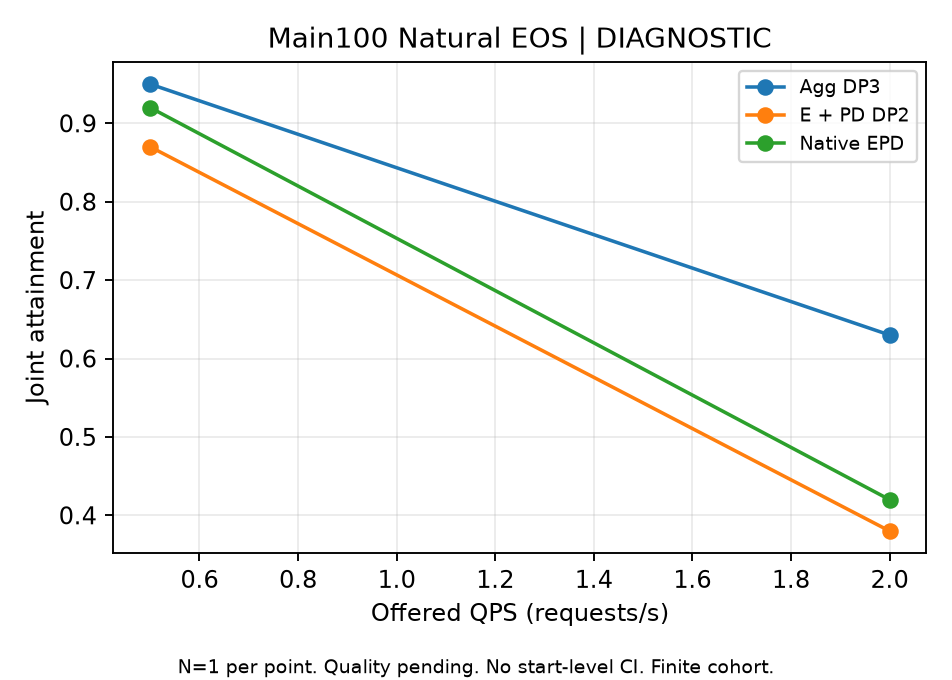 Main100 Natural EOS | DIAGNOSTIC
Agg DP3
E + PD DP2
Native EPD
Joint attainment
0.9
0.8
0.7
0.6
0.5
0.4
0.6 0.8 1.0 1.2 1.4 1.6 1.8 2.0
Offered QPS (requests/s)
N=1 per point. Quality pending. No start-level CI. Finite cohort.